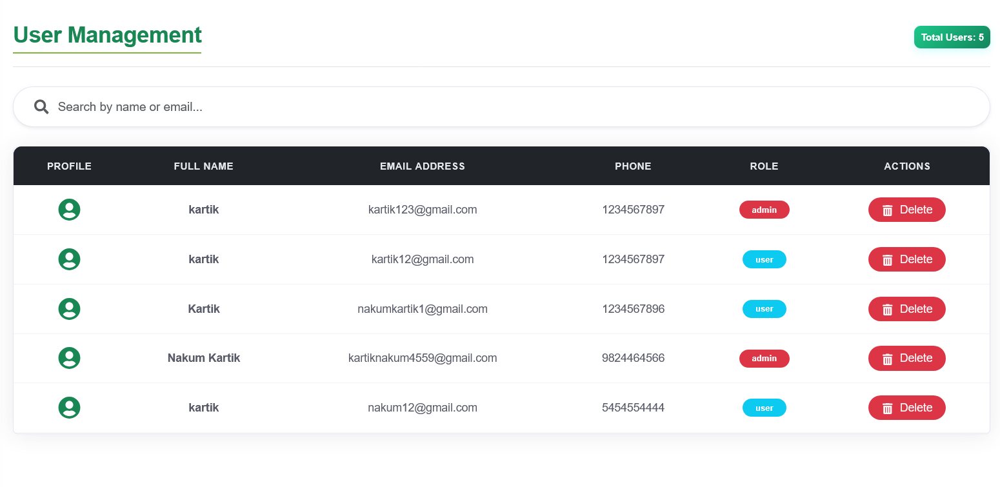 User Management
Total Users: 5
Search by name or email...
PROFILE FULL NAME EMAIL ADDRESS PHONE ROLE ACTIONS
kartik kartik123@gmail.com 1234567897 admin Delete
kartik kartik12@gmail.com 1234567897 user Delete
Kartik nakumkartik1@gmail.com 1234567896 user Delete
Nakum Kartik kartiknakum4559@gmail.com 9824464566 admin Delete
kartik nakum12@gmail.com 5454554444 user Delete